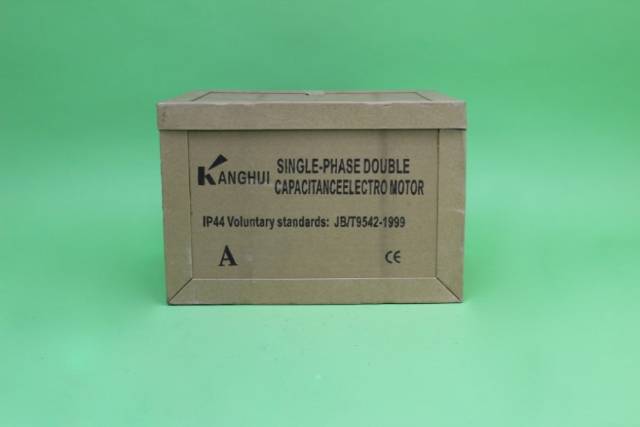 KANGHUI SINGLE-PHASE DOUBLE
CAPACITANCEELECTRO MOTOR
IP44 Voluntary standards: JB/T9542-1999
A CE